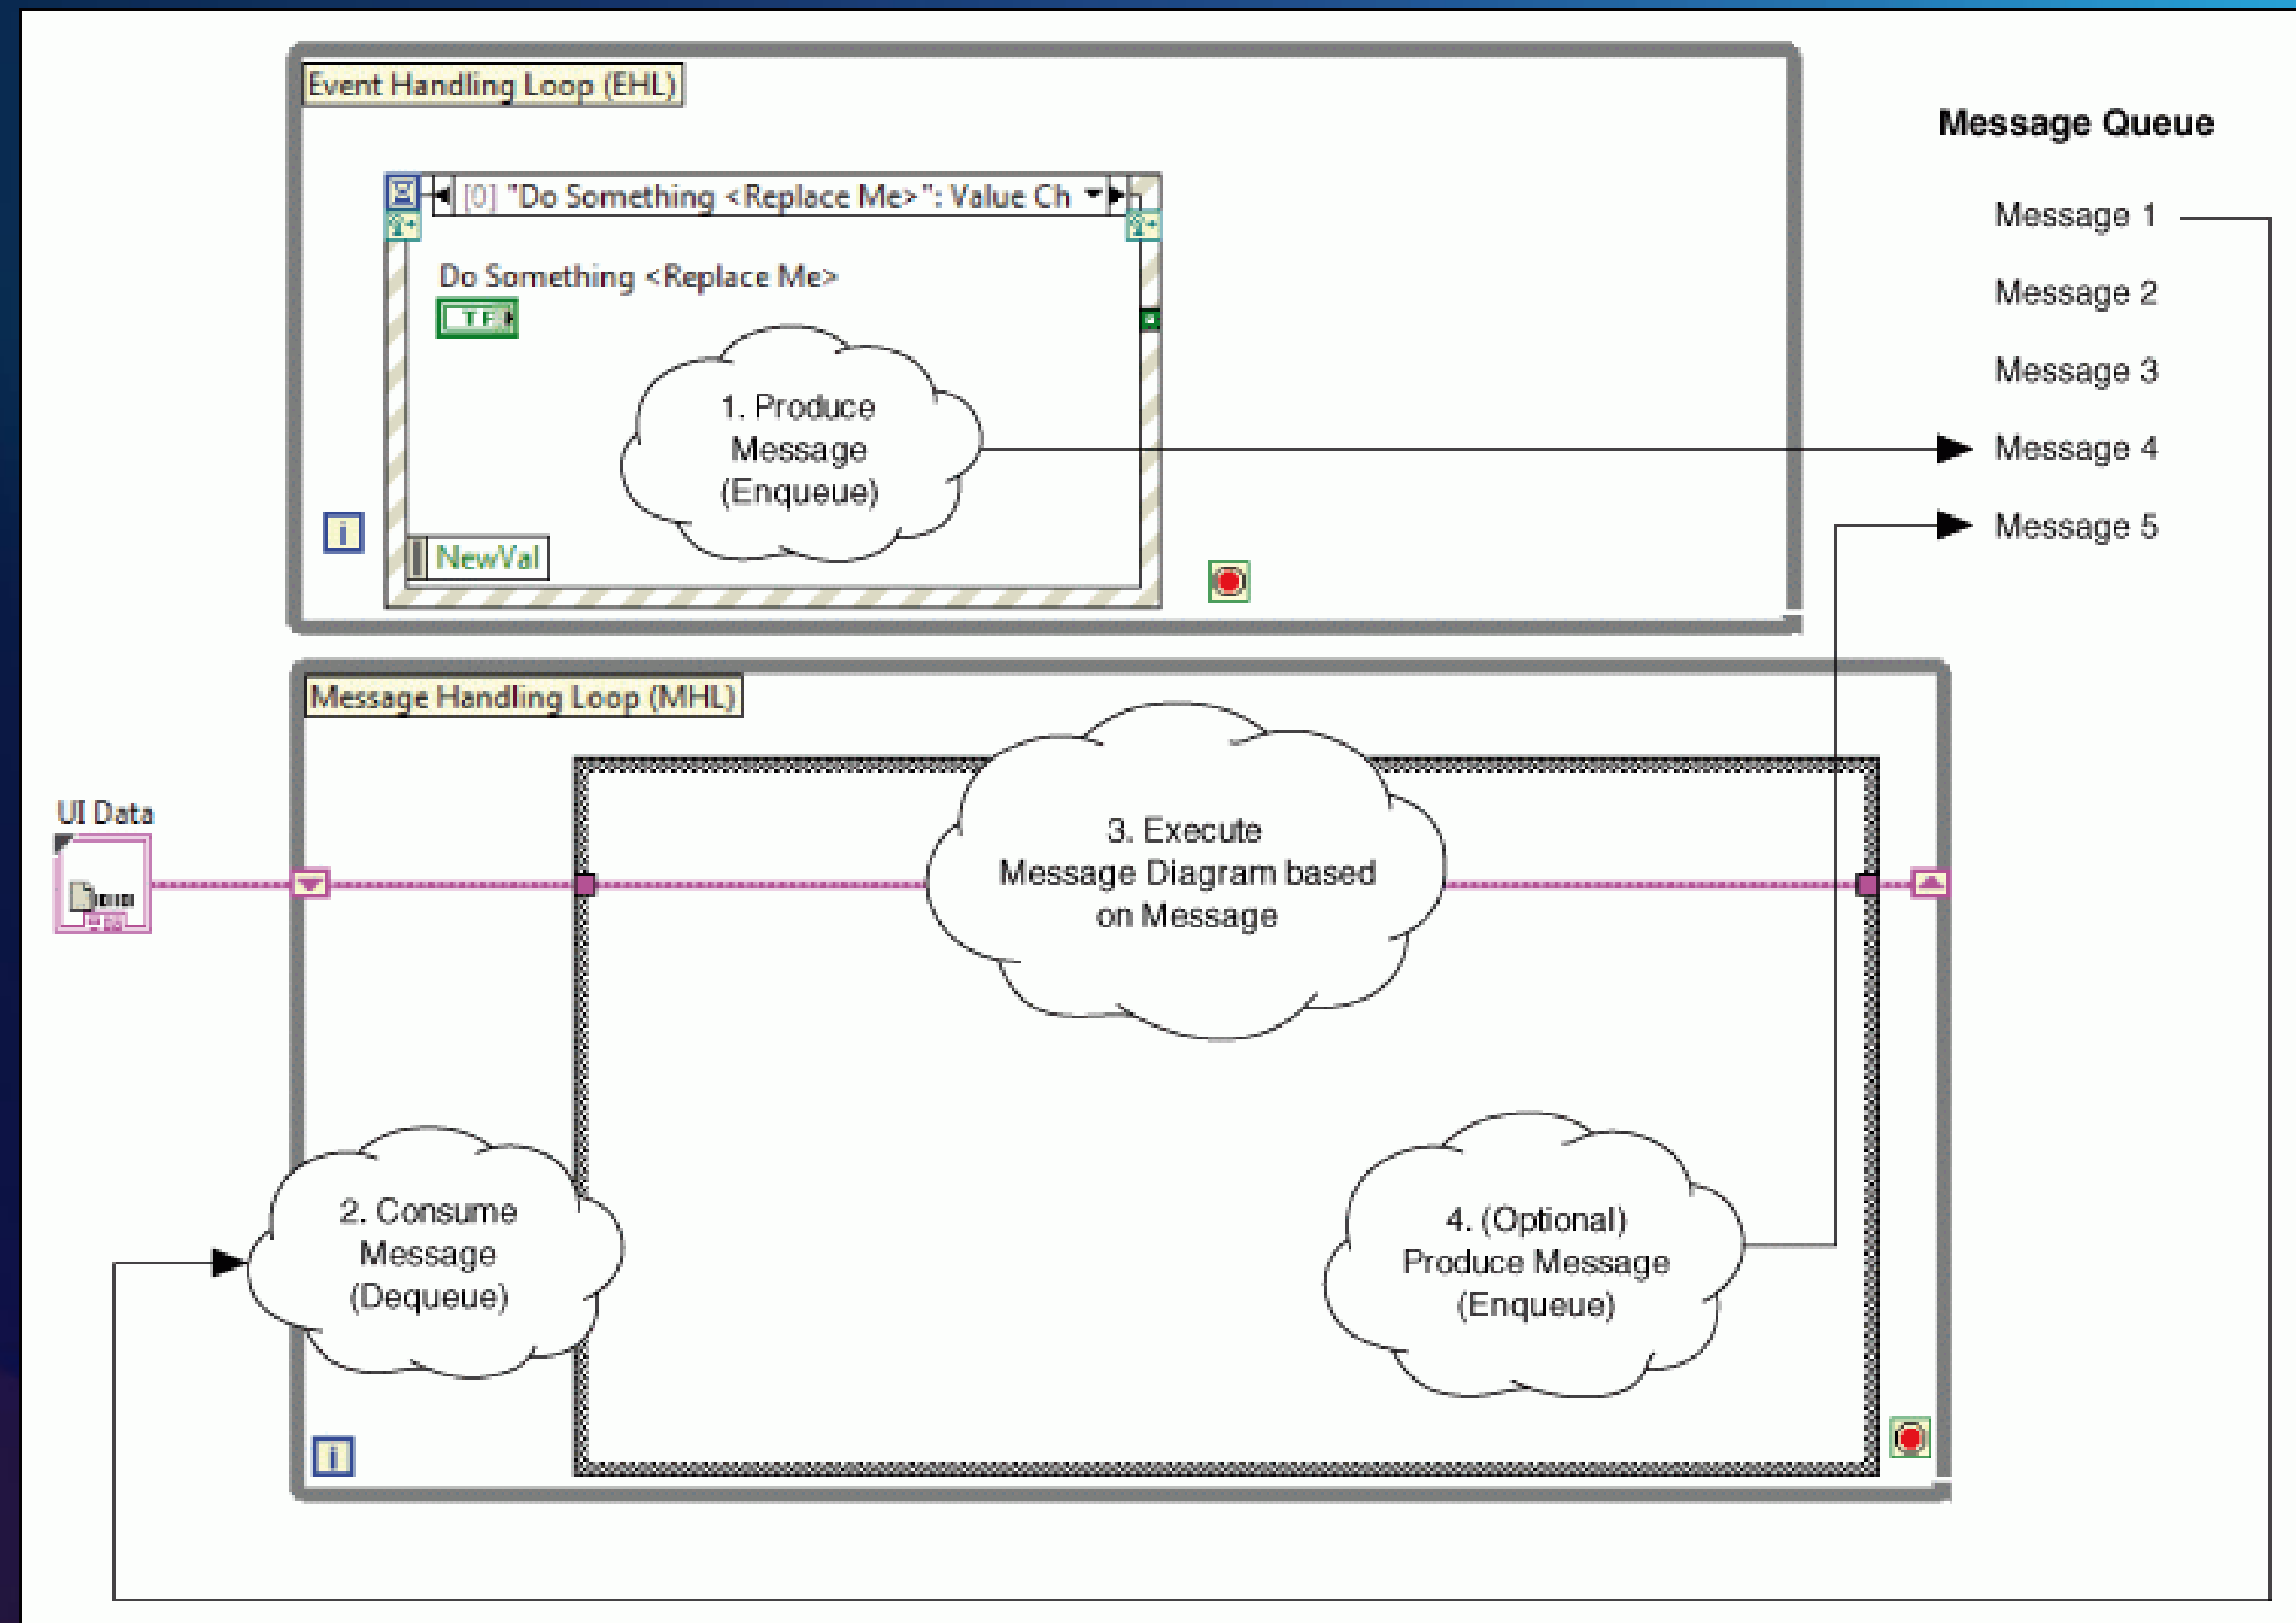 Event Handling Loop (EHL)
[0] "Do Something <Replace Me>": Value Ch
Do Something <Replace Me>
TF
1. Produce
Message
(Enqueue)
i
NewVal
Message Queue
Message 1
Message 2
Message 3
Message 4
Message 5
Message Handling Loop (MHL)
UI Data
3. Execute
Message Diagram based
on Message
2. Consume
Message
(Dequeue)
4. (Optional)
Produce Message
(Enqueue)
i